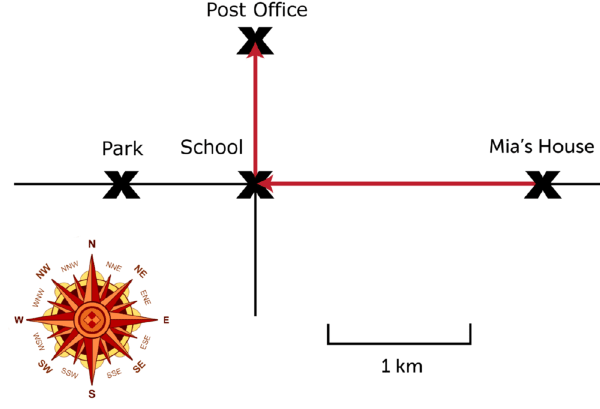 Post Office
Park
School
Mia's House
N
NNW
NNE
NW
NE
WNW
ENE
W
E
WSW
ESE
SW
SE
SSW
SSE
S
1 km